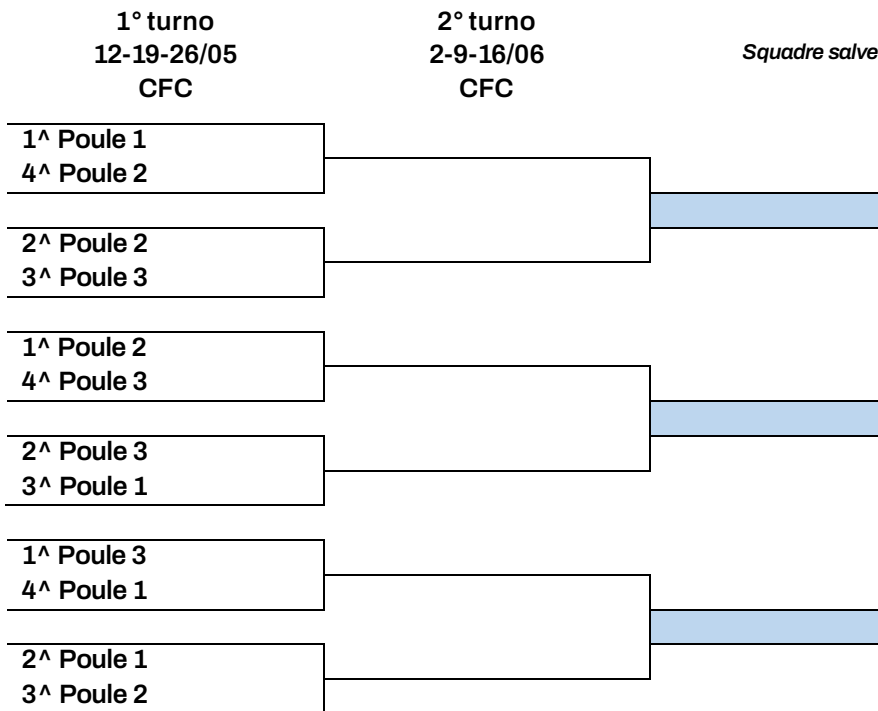 1° turno
12-19-26/05
CFC
2° turno
2-9-16/06
CFC
Squadre salve
1^ Poule 1
4^ Poule 2
2^ Poule 2
3^ Poule 3
1^ Poule 2
4^ Poule 3
2^ Poule 3
3^ Poule 1
1^ Poule 3
4^ Poule 1
2^ Poule 1
3^ Poule 2